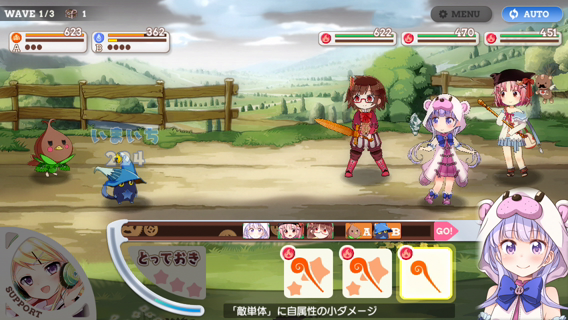 WAVE 1/3
1
MENU
AUTO
623
A
362
B
622
470
451
いまいち
204
A
B
GO!
とっておき
SUPPORT
「敵単体」に自属性の小ダメージ